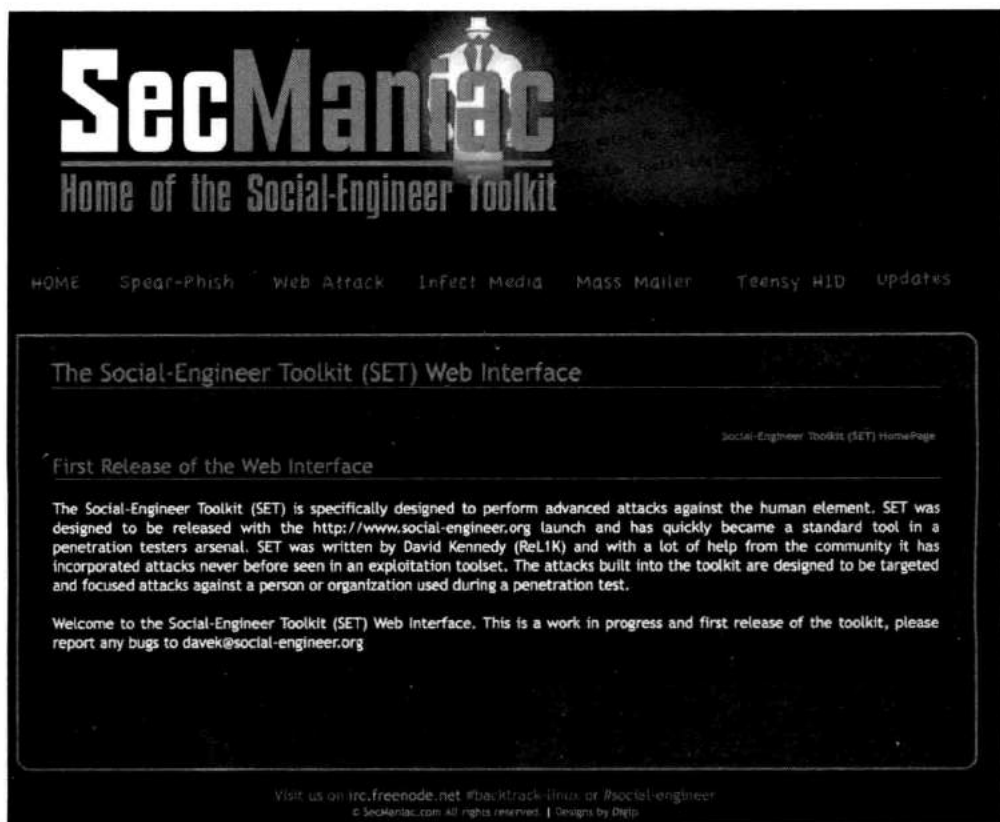 SecManiac
Home of the Social-Engineer Toolkit
HOME Spear-Phish Web Attack Infect Media Mass Mailer Teensy HID Updates
The Social-Engineer Toolkit (SET) Web Interface
Social-Engineer Toolkit (SET) HomePage
First Release of the Web Interface
The Social-Engineer Toolkit (SET) is specifically designed to perform advanced attacks against the human element. SET was
designed to be released with the http://www.social-engineer.org launch and has quickly became a standard tool in a
penetration testers arsenal. SET was written by David Kennedy (ReL1K) and with a lot of help from the community it has
incorporated attacks never before seen in an exploitation toolset. The attacks built into the toolkit are designed to be targeted
and focused attacks against a person or organization used during a penetration test.
Welcome to the Social-Engineer Toolkit (SET) Web Interface. This is a work in progress and first release of the toolkit, please
report any bugs to davek@social-engineer.org
Visit us on irc.freenode.net #backtrack-linux or #social-engineer
© SecManiac.com All rights reserved. | Designs by Digip